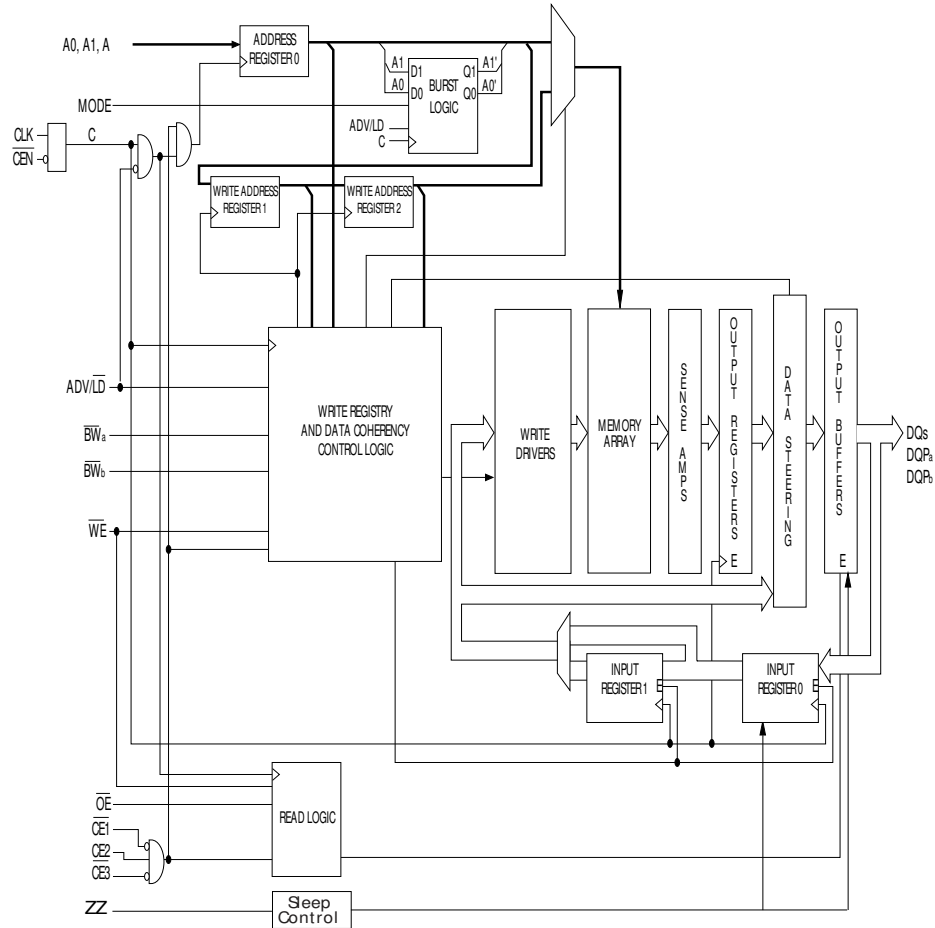 A0, A1, A
ADDRESS
REGISTER 0
A1
A0
D1
D0
BURST
LOGIC
Q1
Q0
A1'
A0'
MODE
ADV/LD
C
CLK
CEN
C
WRITE ADDRESS
REGISTER 1
WRITE ADDRESS
REGISTER 2
ADV/LD
BWa
BWb
WE
WRITE REGISTRY
AND DATA COHERENCY
CONTROL LOGIC
WRITE
DRIVERS
MEMORY
ARRAY
SENSE AMPS
OUTPUT REGISTERS
E
DATA STEERING
OUTPUT BUFFERS
E
DQs
DQPa
DQPb
INPUT
REGISTER 1
E
INPUT
REGISTER 0
E
OE
CE1
CE2
CE3
READ LOGIC
ZZ
Sleep
Control